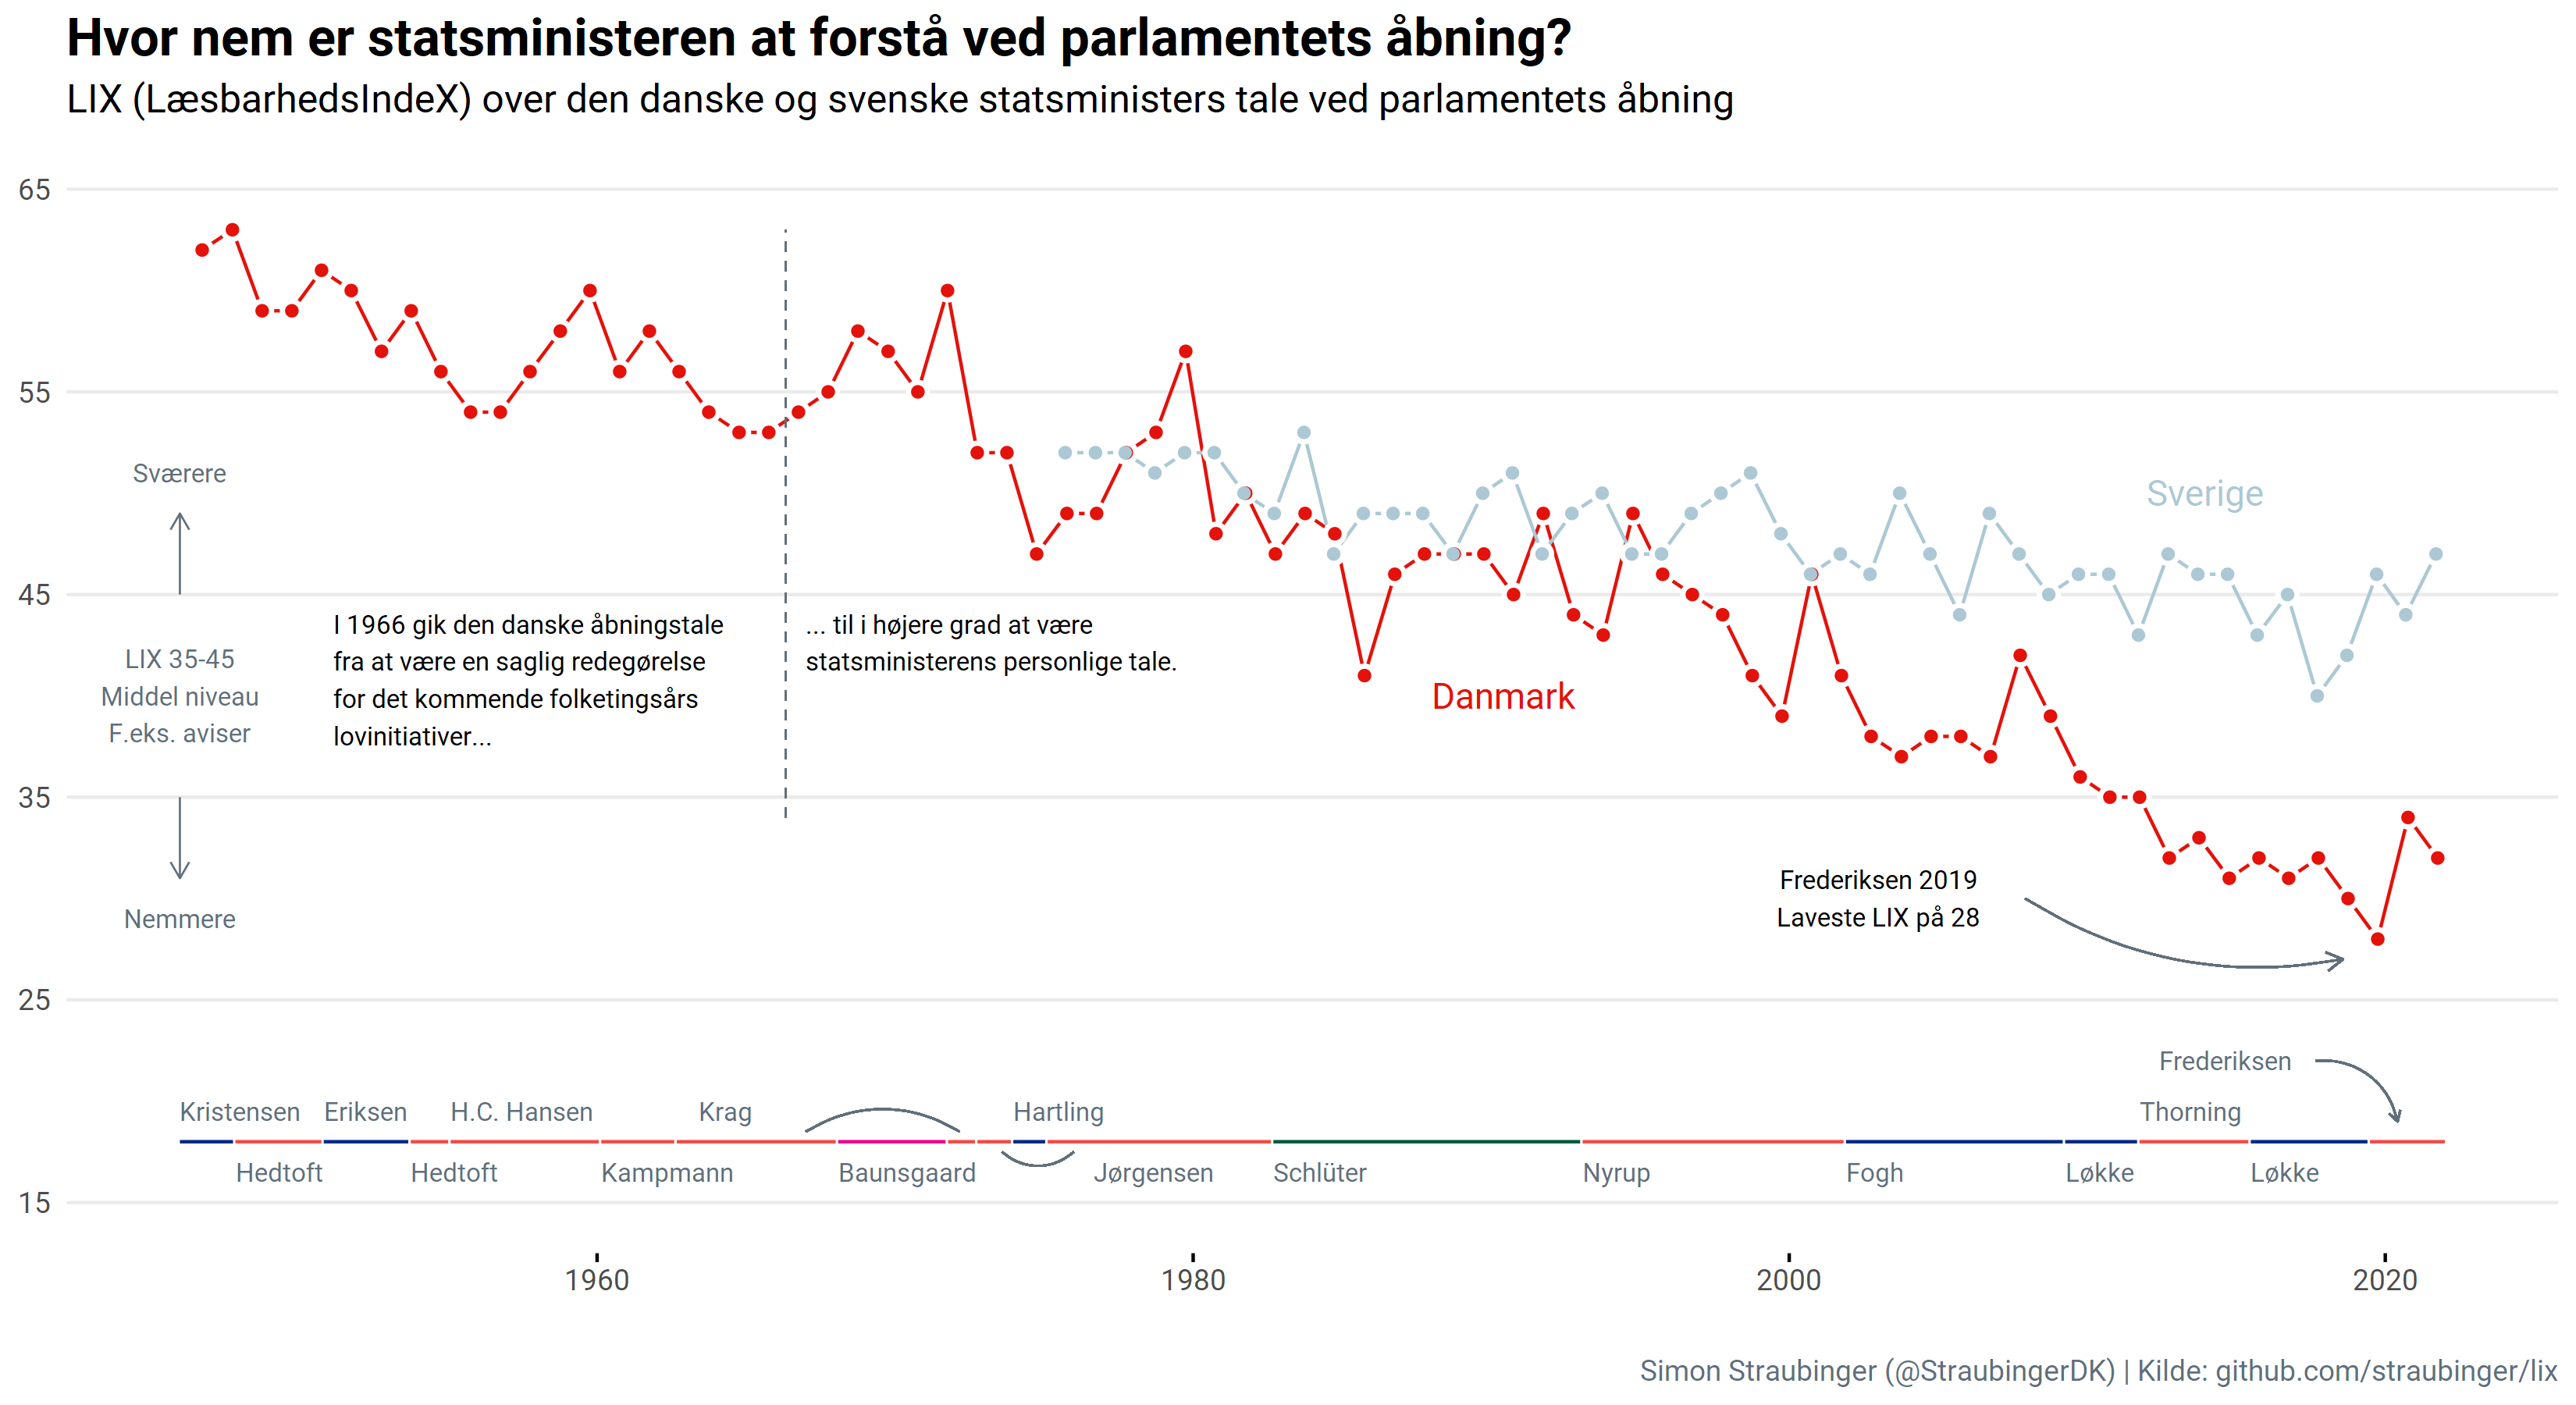 Hvor nem er statsministeren at forstå ved parlamentets åbning?
LIX (LæsbarhedsIndeX) over den danske og svenske statsministers tale ved parlamentets åbning
65
55
45
35
25
15
Sværere
LIX 35-45
Middel niveau
F.eks. aviser
Nemmere
I 1966 gik den danske åbningstale
fra at være en saglig redegørelse
for det kommende folketingsårs
lovinitiativer...
... til i højere grad at være
statsministerens personlige tale.
Danmark
Sverige
Frederiksen 2019
Laveste LIX på 28
Frederiksen
Kristensen
Eriksen
H.C. Hansen
Krag
Hartling
Thorning
Hedtoft
Hedtoft
Kampmann
Baunsgaard
Jørgensen
Schlüter
Nyrup
Fogh
Løkke
Løkke
1960
1980
2000
2020
Simon Straubinger (@StraubingerDK) | Kilde: github.com/straubinger/lix